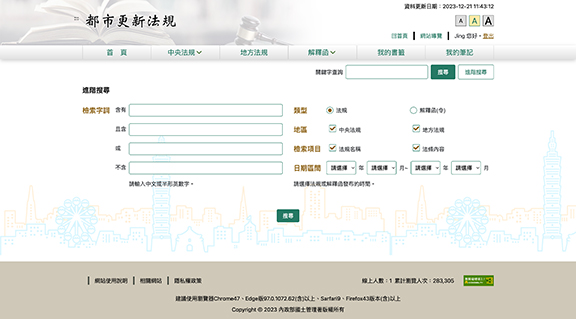 資料更新日期：2023-12-21 11:43:12
::: 都市更新法規
A A A
回首頁 網站導覽 Jing 您好，登出
首 頁 中央法規 地方法規 解釋函 我的書籤 我的筆記
關鍵字查詢 搜尋 進階搜尋
進階搜尋
檢索字詞 含有 類型 法規 解釋函(令)
且含 地區 中央法規 地方法規
或 檢索項目 法規名稱 法條內容
不含 日期區間 請選擇 年 請選擇 月~ 請選擇 年 請選擇 月
請輸入中文或半形英數字。 請選擇法規或解釋函發布的時間。
搜尋
網站使用說明 相關網站 隱私權政策 線上人數：1 累計瀏覽人次：283,305
建議使用瀏覽器Chrome47、Edge版97.0.1072.62(含)以上、Sarfari9、Firefox43版本(含)以上
Copyright © 2023 內政部國土管理署版權所有